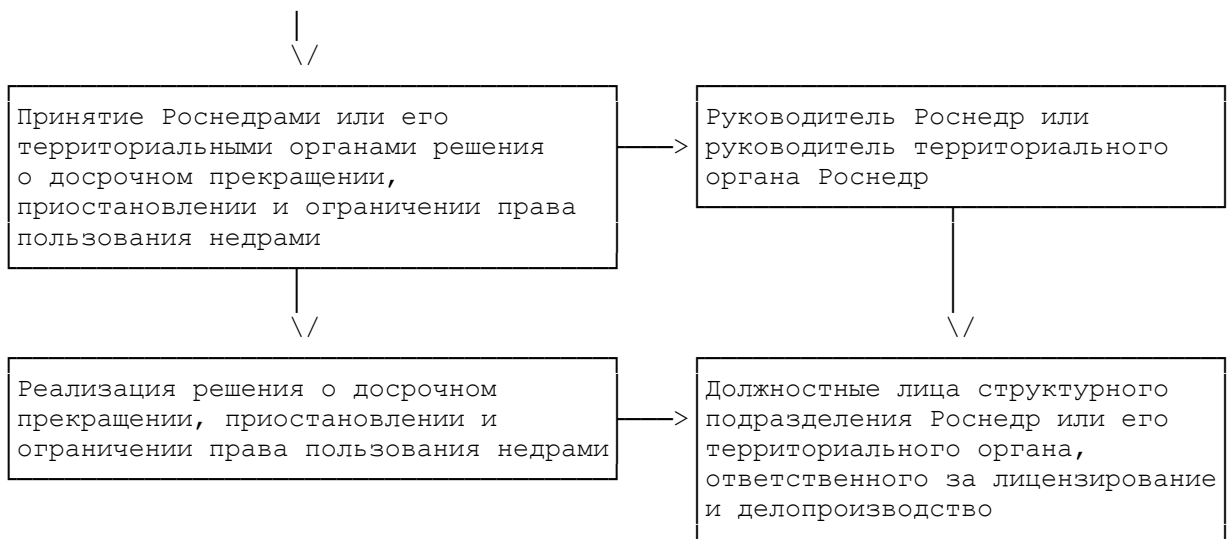 Принятие Роснедрами или его
территориальными органами решения
о досрочном прекращении,
приостановлении и ограничении права
пользования недрами
Руководитель Роснедр или
руководитель территориального
органа Роснедр
Реализация решения о досрочном
прекращении, приостановлении и
ограничении права пользования недрами
Должностные лица структурного
подразделения Роснедр или его
территориального органа,
ответственного за лицензирование
и делопроизводство